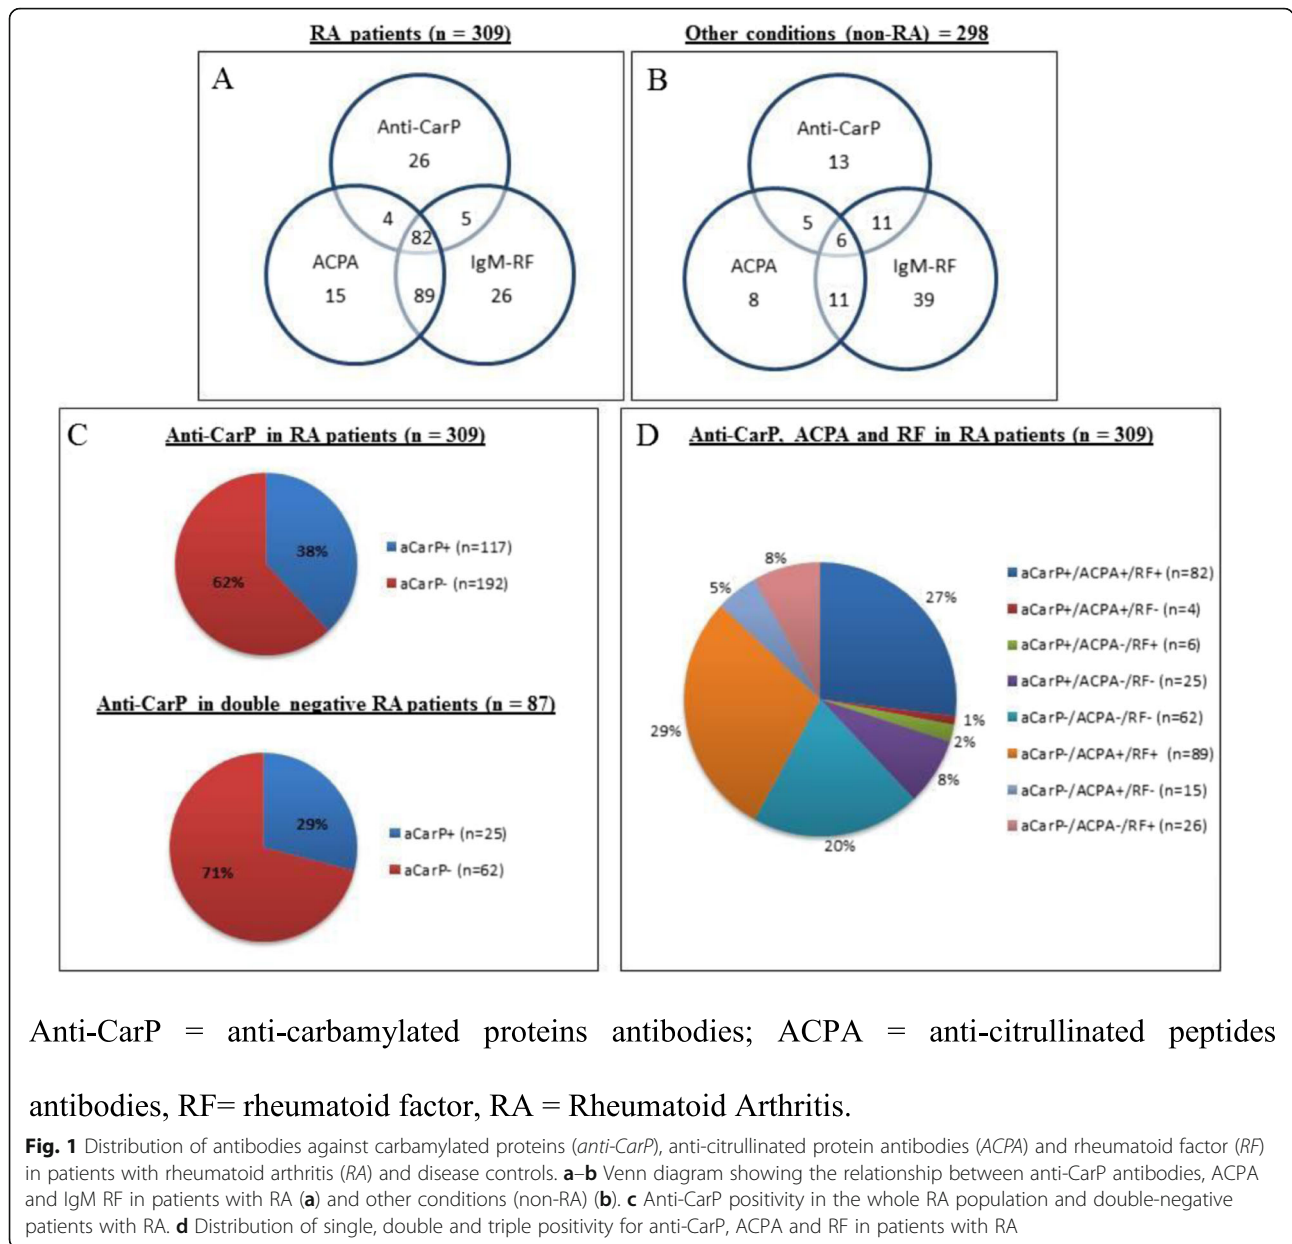 RA patients (n = 309)
Other conditions (non-RA) = 298
A
Anti-CarP
26
4
5
82
ACPA
IgM-RF
15
89
26
B
Anti-CarP
13
5
11
6
ACPA
IgM-RF
8
11
39
C
Anti-CarP in RA patients (n = 309)
38%
62%
aCarP+ (n=117)
aCarP- (n=192)
Anti-CarP in double negative RA patients (n = 87)
29%
71%
aCarP+ (n=25)
aCarP- (n=62)
D
Anti-CarP. ACPA and RF in RA patients (n = 309)
8%
5%
27%
29%
1%
2%
8%
20%
aCarP+/ACPA+/RF+ (n=82)
aCarP+/ACPA+/RF- (n=4)
aCarP+/ACPA-/RF+ (n=6)
aCarP+/ACPA-/RF- (n=25)
aCarP-/ACPA-/RF- (n=62)
aCarP-/ACPA+/RF+ (n=89)
aCarP-/ACPA+/RF- (n=15)
aCarP-/ACPA-/RF+ (n=26)
Anti-CarP = anti-carbamylated proteins antibodies; ACPA = anti-citrullinated peptides
antibodies, RF= rheumatoid factor, RA = Rheumatoid Arthritis.
Fig. 1 Distribution of antibodies against carbamylated proteins (anti-CarP), anti-citrullinated protein antibodies (ACPA) and rheumatoid factor (RF)
in patients with rheumatoid arthritis (RA) and disease controls. a–b Venn diagram showing the relationship between anti-CarP antibodies, ACPA
and IgM RF in patients with RA (a) and other conditions (non-RA) (b). c Anti-CarP positivity in the whole RA population and double-negative
patients with RA. d Distribution of single, double and triple positivity for anti-CarP, ACPA and RF in patients with RA